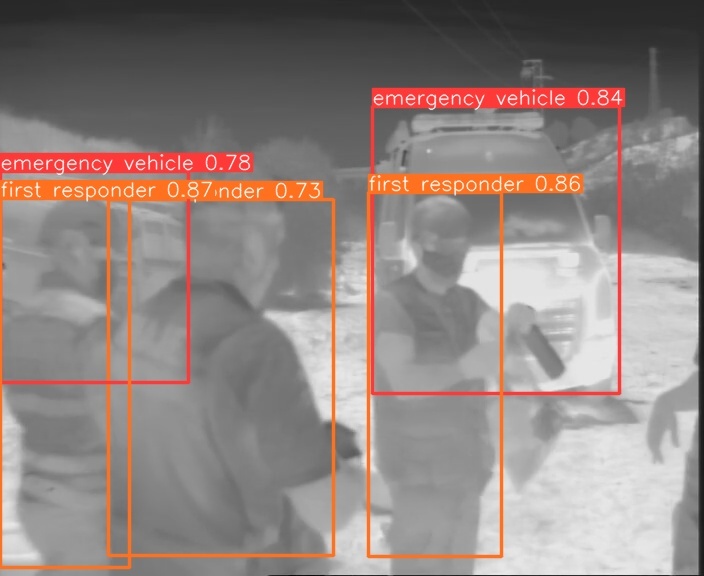 emergency vehicle 0.84
emergency vehicle 0.78
first responder 0.86
first responder 0.87
nder 0.73